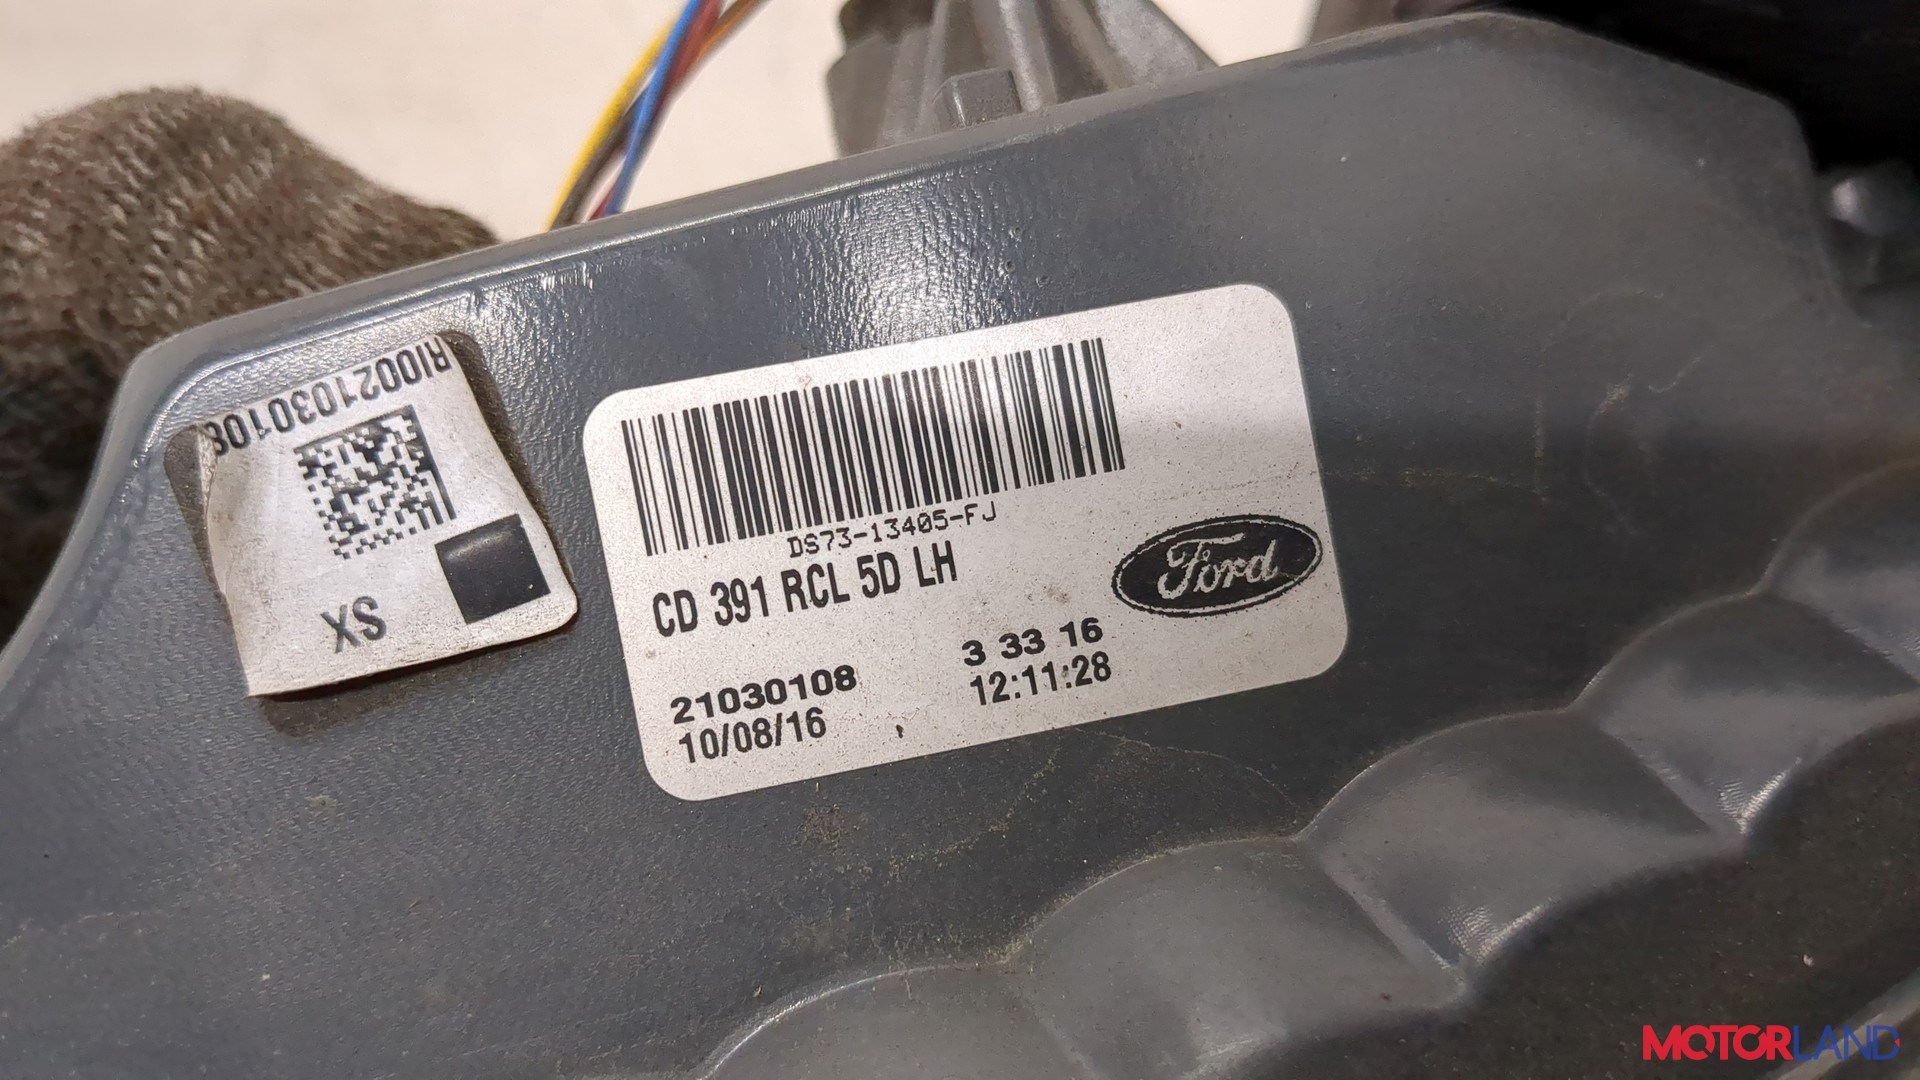 RI0021030108
SX
DS73-13405-FJ
CD 391 RCL 5D LH
Ford
21030108
3 33 16
10/08/16
12:11:28
MOTORLAND